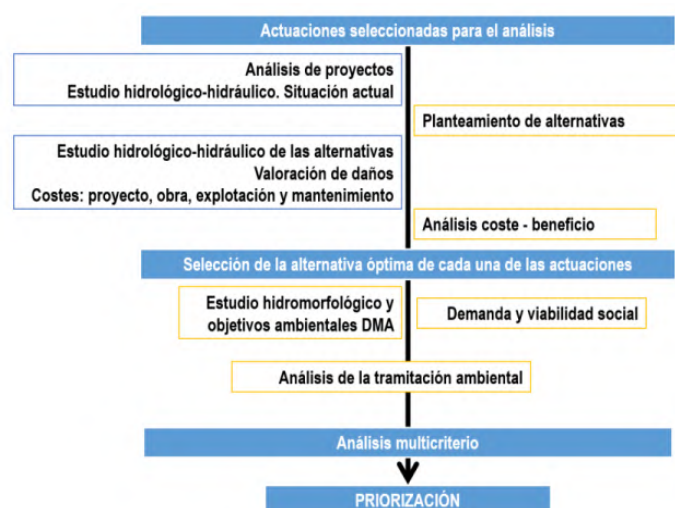 Actuaciones seleccionadas para el análisis
Análisis de proyectos
Estudio hidrológico-hidráulico. Situación actual
Planteamiento de alternativas
Estudio hidrológico-hidráulico de las alternativas
Valoración de daños
Costes: proyecto, obra, explotación y mantenimiento
Análisis coste - beneficio
Selección de la alternativa óptima de cada una de las actuaciones
Estudio hidromorfológico y
objetivos ambientales DMA
Demanda y viabilidad social
Análisis de la tramitación ambiental
Análisis multicriterio
PRIORIZACIÓN